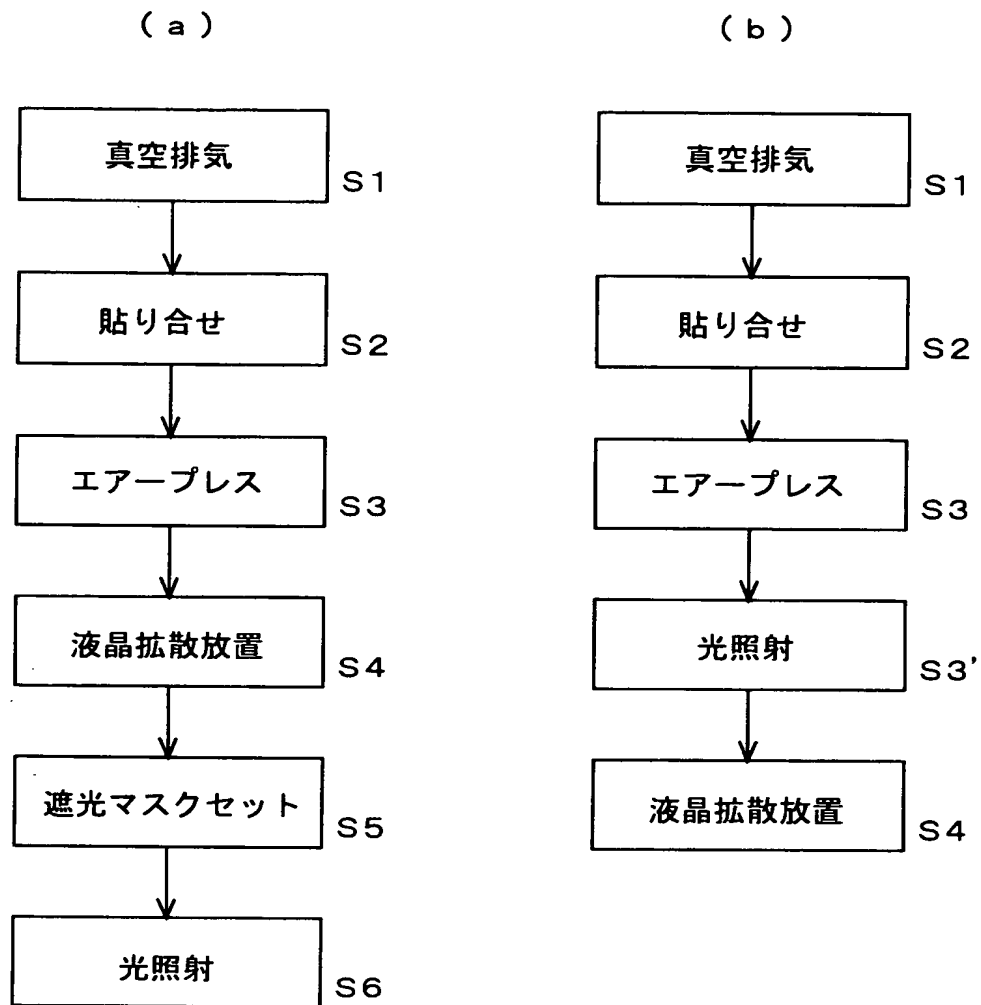 (a)
真空排気
S1
貼り合せ
S2
エアープレス
S3
液晶拡散放置
S4
遮光マスクセット
S5
光照射
S6
(b)
真空排気
S1
貼り合せ
S2
エアープレス
S3
光照射
S3'
液晶拡散放置
S4